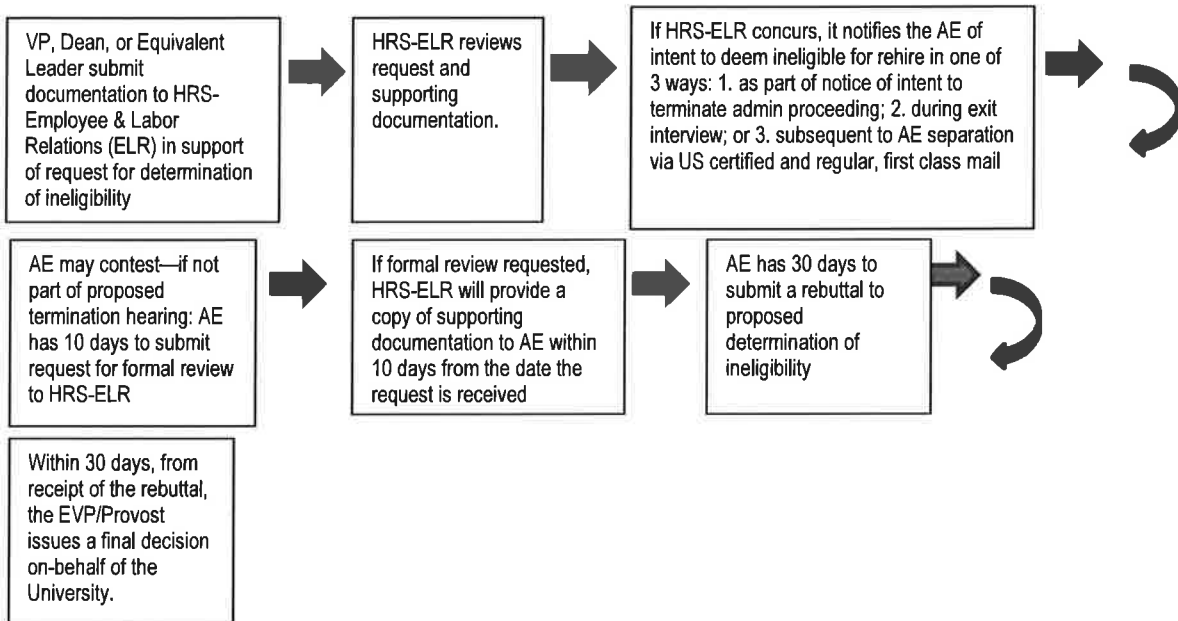 VP, Dean, or Equivalent
Leader submit
documentation to HRS-
Employee & Labor
Relations (ELR) in support
of request for determination
of ineligibility
HRS-ELR reviews
request and
supporting
documentation.
If HRS-ELR concurs, it notifies the AE of
intent to deem ineligible for rehire in one of
3 ways: 1. as part of notice of intent to
terminate admin proceeding; 2. during exit
interview; or 3. subsequent to AE separation
via US certified and regular, first class mail
AE may contest—if not
part of proposed
termination hearing: AE
has 10 days to submit
request for formal review
to HRS-ELR
If formal review requested,
HRS-ELR will provide a
copy of supporting
documentation to AE within
10 days from the date the
request is received
AE has 30 days to
submit a rebuttal to
proposed
determination of
ineligibility
Within 30 days, from
receipt of the rebuttal,
the EVP/Provost
issues a final decision
on-behalf of the
University.